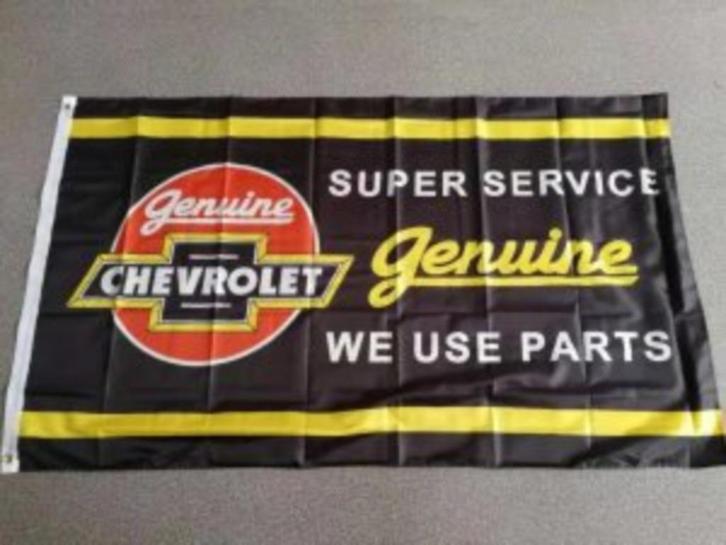 Genuine
CHEVROLET
SUPER SERVICE
Genuine
WE USE PARTS